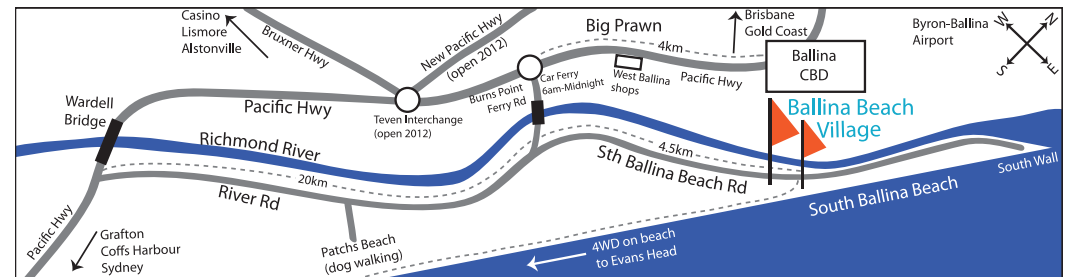 Casino
Lismore
Alstonville
Bruxner Hwy
New Pacific Hwy
(open 2012)
Big Prawn
4km
Brisbane
Gold Coast
Byron-Ballina
Airport
W
N
S
E
Ballina
CBD
Wardell
Bridge
Pacific Hwy
Teven Interchange
(open 2012)
Burns Point
Ferry Rd
Car Ferry
6am-Midnight
West Ballina
shops
Pacific Hwy
Ballina Beach
Village
Richmond River
20km
River Rd
4.5km
Sth Ballina Beach Rd
South Wall
South Ballina Beach
Pacific Hwy
Grafton
Coffs Harbour
Sydney
Patchs Beach
(dog walking)
4WD on beach
to Evans Head